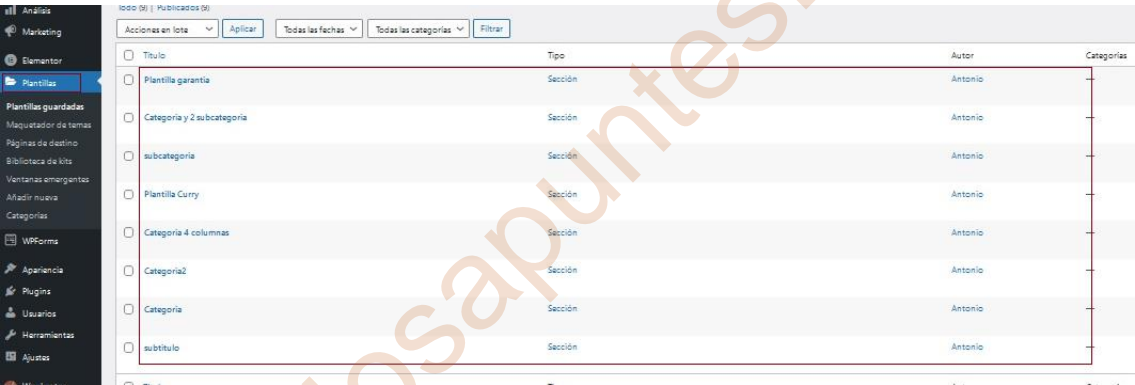 Análisis
Marketing
Elementor
Plantillas
Plantillas guardadas
Maquetador de temas
Páginas de destino
Biblioteca de kits
Ventanas emergentes
Añadir nueva
Categorías
WPForms
Apariencia
Plugins
Usuarios
Herramientas
Ajustes
Todo (9) | Publicados (9)
Acciones en lote Aplicar Todas las fechas Todas las categorías Filtrar
Título Tipo Autor Categorías
Plantilla garantia Sección Antonio —
Categoria y 2 subcategoria Sección Antonio —
subcategoria Sección Antonio —
Plantilla Curry Sección Antonio —
Categoria 4 columnas Sección Antonio —
Categoria2 Sección Antonio —
Categoria Sección Antonio —
subtitulo Sección Antonio —
osapuntes